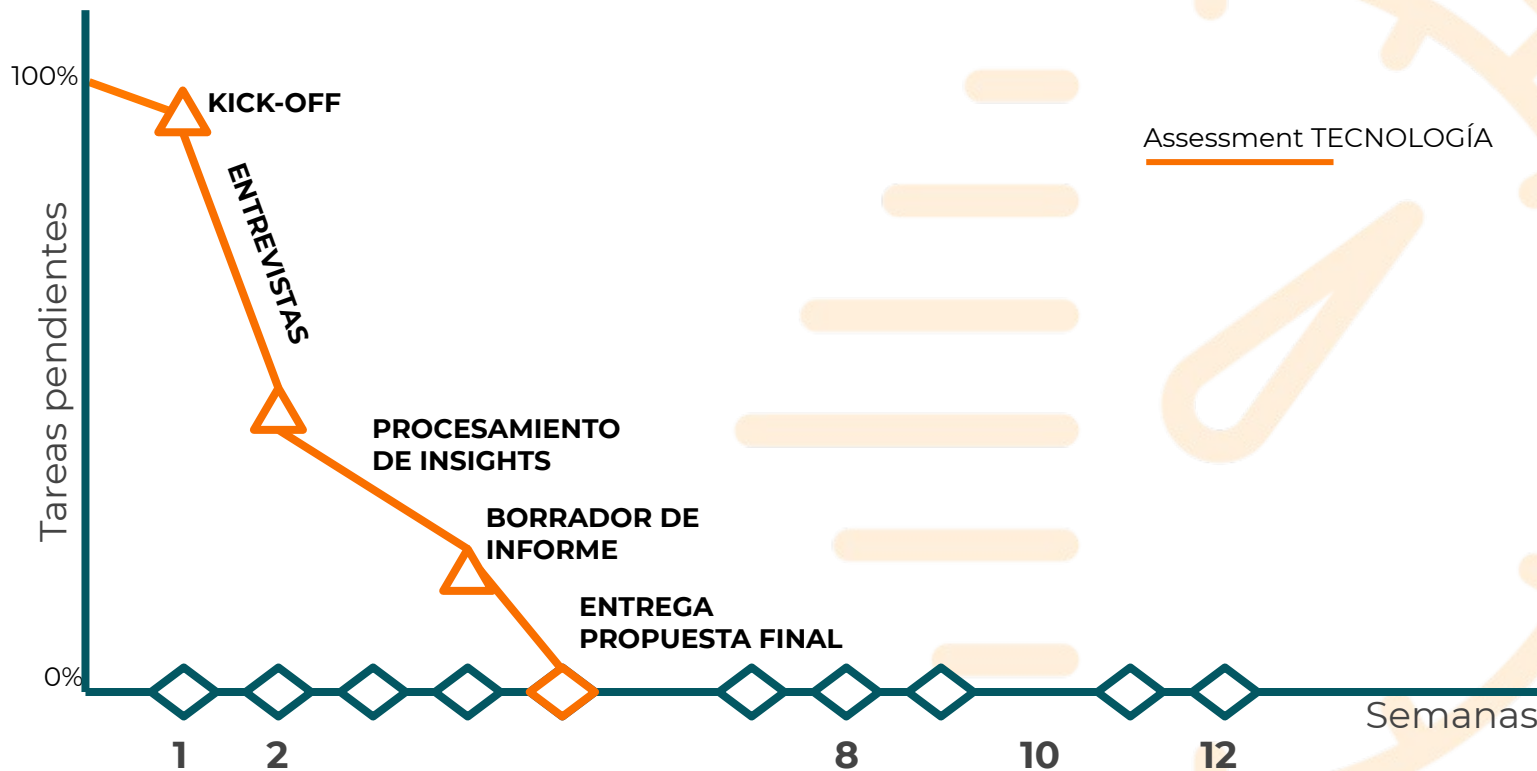 100%
KICK-OFF
Assessment TECNOLOGÍA
ENTREVISTAS
Tareas pendientes
PROCESAMIENTO
DE INSIGHTS
BORRADOR DE
INFORME
ENTREGA
PROPUESTA FINAL
0%
Semanas
1 2 8 10 12